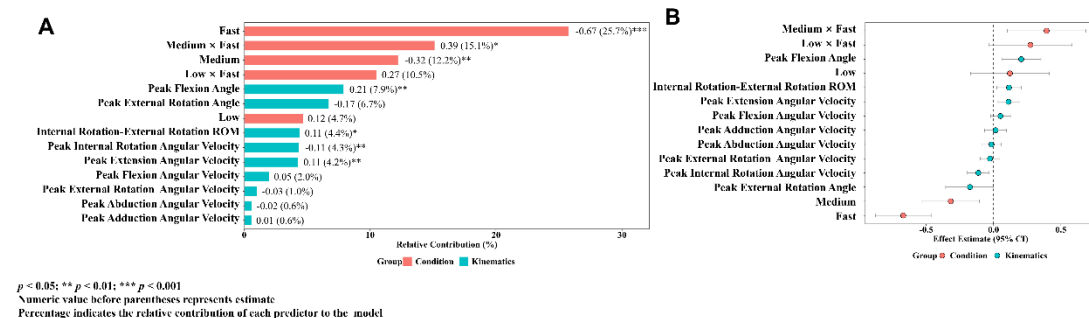 A
Fast
-0.67 (25.7%)***
Medium × Fast
0.39 (15.1%)*
Medium
-0.32 (12.2%)**
Low × Fast
0.27 (10.5%)
Peak Flexion Angle
0.21 (7.9%)**
Peak External Rotation Angle
-0.17 (6.7%)
Low
0.12 (4.7%)
Internal Rotation-External Rotation ROM
0.11 (4.4%)*
Peak Internal Rotation Angular Velocity
-0.11 (4.3%)**
Peak Extension Angular Velocity
0.11 (4.2%)**
Peak Flexion Angular Velocity
0.05 (2.0%)
Peak External Rotation Angular Velocity
-0.03 (1.0%)
Peak Abduction Angular Velocity
-0.02 (0.6%)
Peak Adduction Angular Velocity
0.01 (0.6%)
0 10 20 30
Relative Contribution (%)
Group Condition Kinematics
p < 0.05; ** p < 0.01; *** p < 0.001
Numeric value before parentheses represents estimate
Percentage indicates the relative contribution of each predictor to the model
B
Medium × Fast
Low × Fast
Peak Flexion Angle
Low
Internal Rotation-External Rotation ROM
Peak Extension Angular Velocity
Peak Flexion Angular Velocity
Peak Adduction Angular Velocity
Peak Abduction Angular Velocity
Peak External Rotation Angular Velocity
Peak Internal Rotation Angular Velocity
Peak External Rotation Angle
Medium
Fast
-0.5 0.0 0.5
Effect Estimate (95% CI)
Group Condition Kinematics